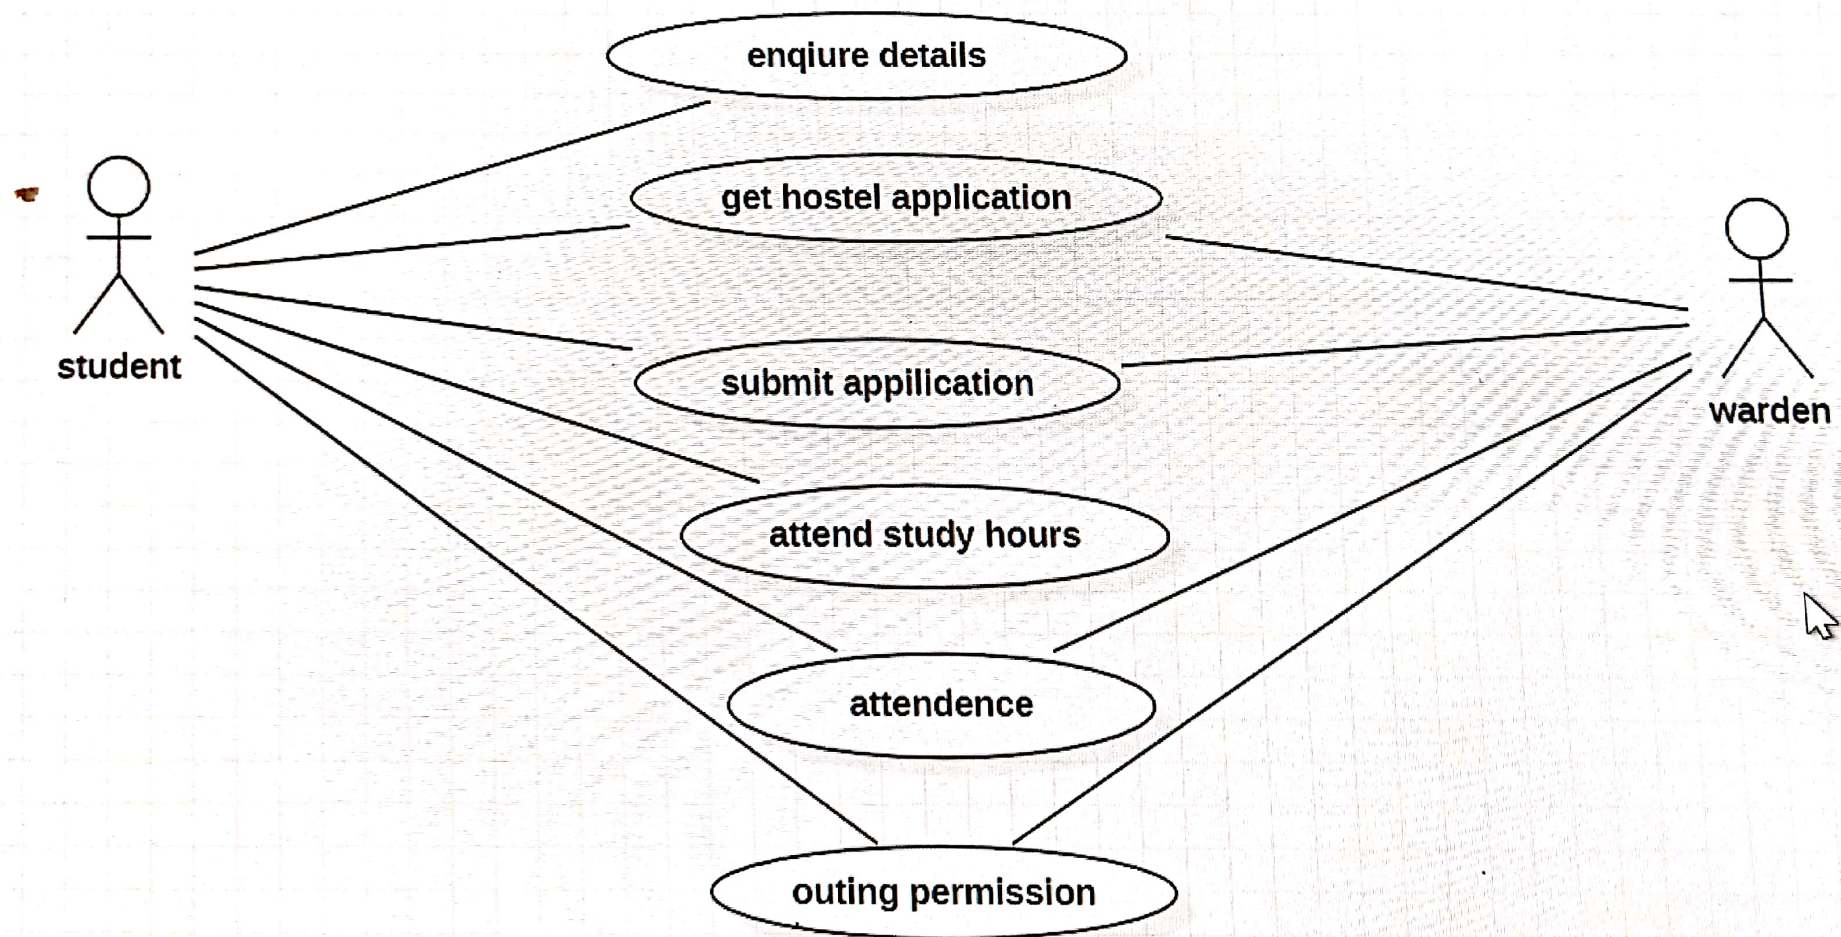 enqiure details
get hostel application
student
submit appilication
warden
attend study hours
attendence
outing permission